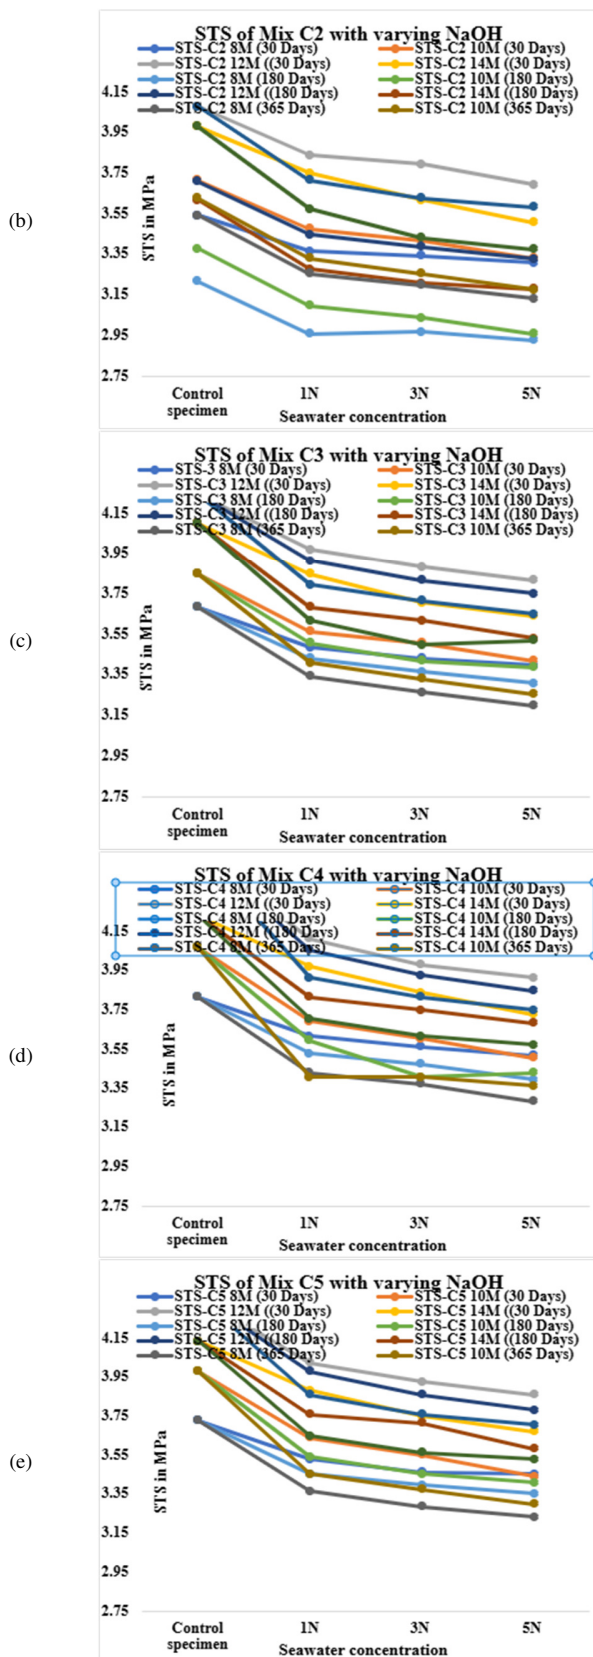 (b)
STS of Mix C2 with varying NaOH
STS-C2 8M (30 Days) STS-C2 10M (30 Days)
STS-C2 12M ((30 Days) STS-C2 14M ((30 Days)
STS-C2 8M (180 Days) STS-C2 10M (180 Days)
STS-C2 12M ((180 Days) STS-C2 14M ((180 Days)
STS-C2 8M (365 Days) STS-C2 10M (365 Days)
4.15
3.95
3.75
3.55
3.35
3.15
2.95
2.75
STS in MPa
Control specimen 1N 3N 5N
Seawater concentration
(c)
STS of Mix C3 with varying NaOH
STS-3 8M (30 Days) STS-C3 10M (30 Days)
STS-C3 12M ((30 Days) STS-C3 14M ((30 Days)
STS-C3 8M (180 Days) STS-C3 10M (180 Days)
STS-C3 12M ((180 Days) STS-C3 14M ((180 Days)
STS-C3 8M (365 Days) STS-C3 10M (365 Days)
4.15
3.95
3.75
3.55
3.35
3.15
2.95
2.75
STS in MPa
Control specimen 1N 3N 5N
Seawater concentration
(d)
STS of Mix C4 with varying NaOH
STS-C4 8M (30 Days) STS-C4 10M (30 Days)
STS-C4 12M ((30 Days) STS-C4 14M ((30 Days)
STS-C4 8M (180 Days) STS-C4 10M (180 Days)
STS-C4 12M ((180 Days) STS-C4 14M ((180 Days)
STS-C4 8M (365 Days) STS-C4 10M (365 Days)
4.15
3.95
3.75
3.55
3.35
3.15
2.95
2.75
STS in MPa
Control specimen 1N 3N 5N
Seawater concentration
(e)
STS of Mix C5 with varying NaOH
STS-C5 8M (30 Days) STS-C5 10M (30 Days)
STS-C5 12M ((30 Days) STS-C5 14M ((30 Days)
STS-C5 8M (180 Days) STS-C5 10M (180 Days)
STS-C5 12M ((180 Days) STS-C5 14M ((180 Days)
STS-C5 8M (365 Days) STS-C5 10M (365 Days)
4.15
3.95
3.75
3.55
3.35
3.15
2.95
2.75
STS in MPa
Control specimen 1N 3N 5N
Seawater concentration